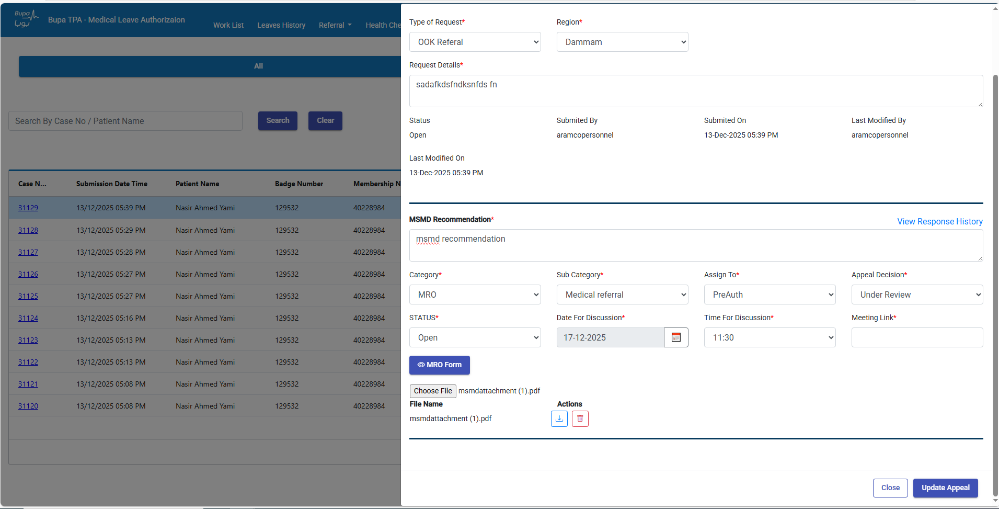 Bupa
بوبا
Bupa TPA - Medical Leave Authorizaion
Work List
Leaves History
Referral
Health Che
All
Search By Case No / Patient Name
Search
Clear
Case N... Submission Date Time Patient Name Badge Number Membership N
31129 13/12/2025 05:39 PM Nasir Ahmed Yami 129532 40228984
31128 13/12/2025 05:29 PM Nasir Ahmed Yami 129532 40228984
31127 13/12/2025 05:28 PM Nasir Ahmed Yami 129532 40228984
31126 13/12/2025 05:27 PM Nasir Ahmed Yami 129532 40228984
31125 13/12/2025 05:27 PM Nasir Ahmed Yami 129532 40228984
31124 13/12/2025 05:16 PM Nasir Ahmed Yami 129532 40228984
31123 13/12/2025 05:13 PM Nasir Ahmed Yami 129532 40228984
31122 13/12/2025 05:13 PM Nasir Ahmed Yami 129532 40228984
31121 13/12/2025 05:08 PM Nasir Ahmed Yami 129532 40228984
31120 13/12/2025 05:08 PM Nasir Ahmed Yami 129532 40228984
Type of Request* Region*
OOK Referal Dammam
Request Details*
sadafkdsfndksnfds fn
Status Submited By Submited On Last Modified By
Open aramcopersonnel 13-Dec-2025 05:39 PM aramcopersonnel
Last Modified On
13-Dec-2025 05:39 PM
MSMD Recommendation*
View Response History
msmd recommendation
Category* Sub Category* Assign To* Appeal Decision*
MRO Medical referral PreAuth Under Review
STATUS* Date For Discussion* Time For Discussion* Meeting Link*
Open 17-12-2025 11:30
MRO Form
Choose File msmdattachment (1).pdf
File Name Actions
msmdattachment (1).pdf
Close
Update Appeal